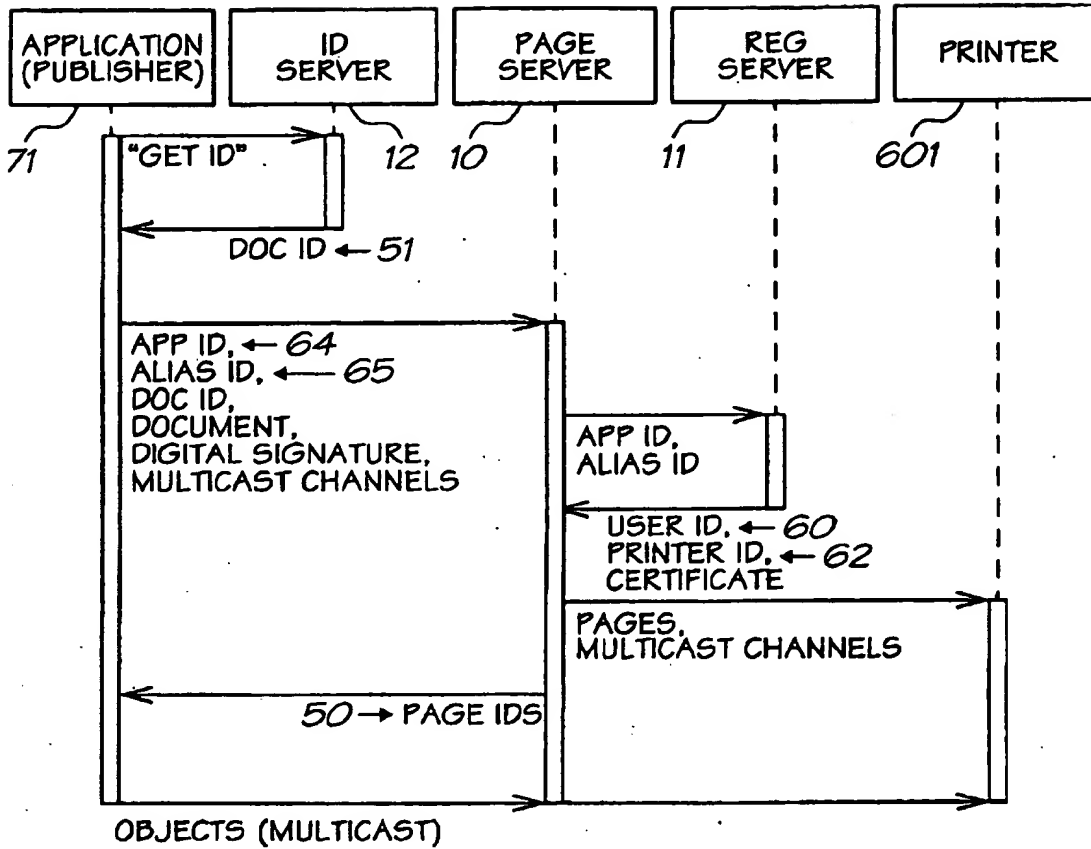 APPLICATION
(PUBLISHER)
ID
SERVER
PAGE
SERVER
REG
SERVER
PRINTER
71
12
10
11
601
"GET ID"
DOC ID ← 51
APP ID, ← 64
ALIAS ID, ← 65
DOC ID,
DOCUMENT,
DIGITAL SIGNATURE,
MULTICAST CHANNELS
APP ID,
ALIAS ID
USER ID, ← 60
PRINTER ID, ← 62
CERTIFICATE
PAGES,
MULTICAST CHANNELS
50 → PAGE IDS
OBJECTS (MULTICAST)